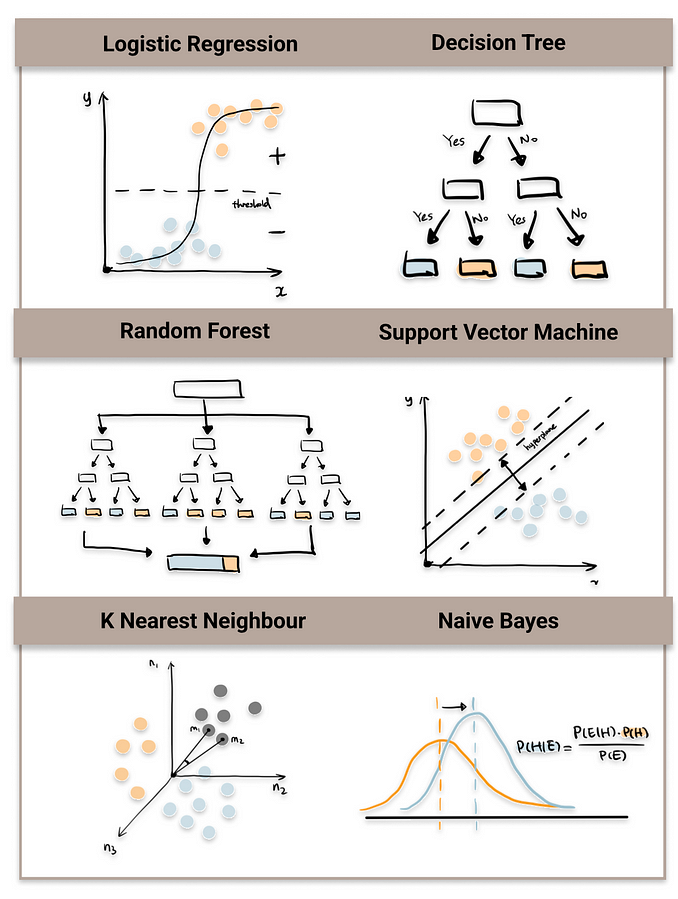 Logistic Regression
Decision Tree
y
+
threshold
−
x
Yes
No
Yes
No
Yes
No
Random Forest
Support Vector Machine
y
hyperplane
x
K Nearest Neighbour
Naive Bayes
n₁
m₁
m₂
n₂
n₃
P(H|E) = P(E|H) · P(H) / P(E)